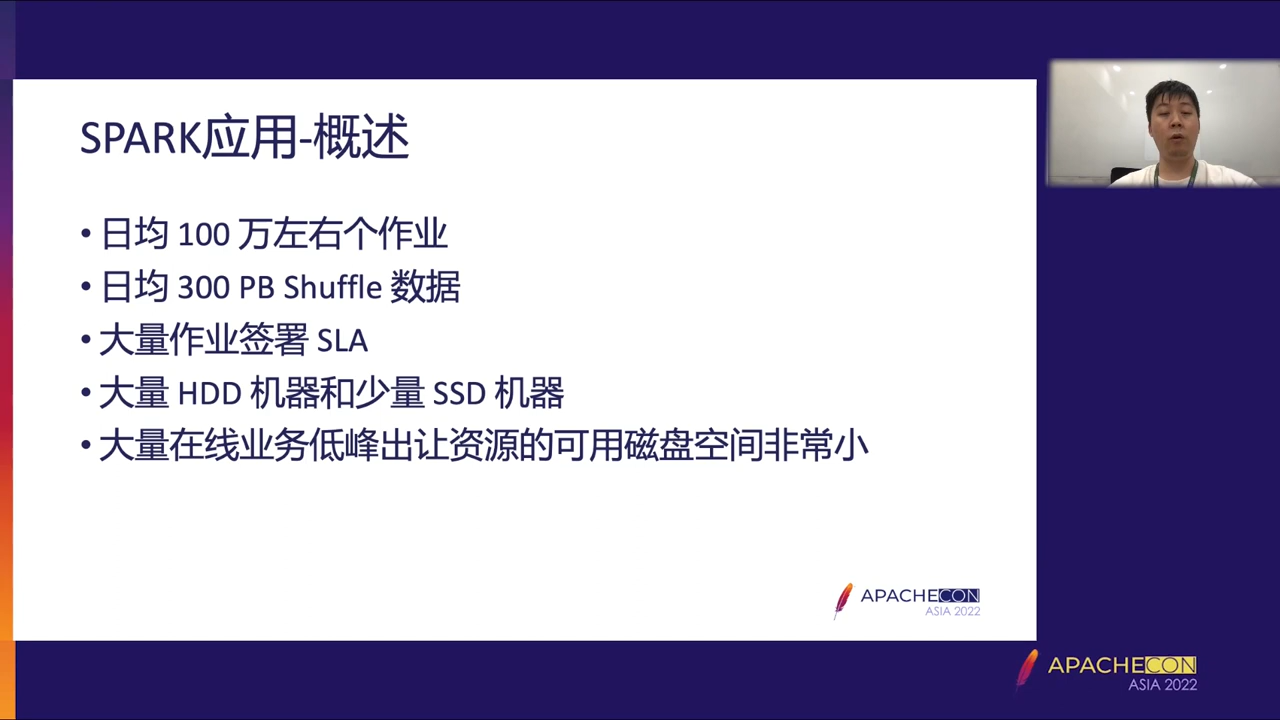 SPARK应用-概述
• 日均 100 万左右个作业
• 日均 300 PB Shuffle 数据
• 大量作业签署 SLA
• 大量 HDD 机器和少量 SSD 机器
• 大量在线业务低峰出让资源的可用磁盘空间非常小
APACHECON
ASIA 2022
APACHECON
ASIA 2022